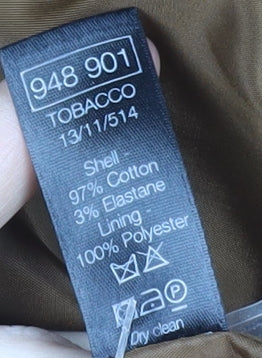 948 901
TOBACCO
13/11/514
Shell -
97% Cotton
3% Elastane
Lining -
100% Polyester
P
Dry clean